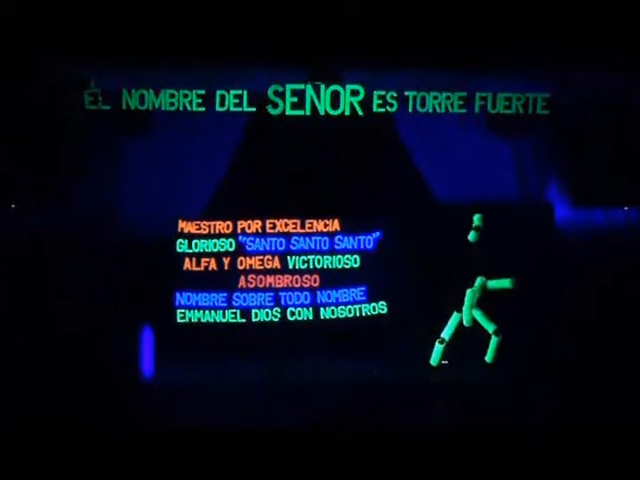 EL NOMBRE DEL SEÑOR ES TORRE FUERTE
MAESTRO POR EXCELENCIA
GLORIOSO "SANTO SANTO SANTO"
ALFA Y OMEGA VICTORIOSO
ASOMBROSO
NOMBRE SOBRE TODO NOMBRE
EMMANUEL DIOS CON NOSOTROS